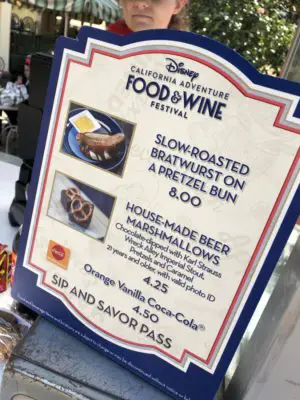 Disney
CALIFORNIA ADVENTURE
FOOD & WINE
FESTIVAL
SLOW-ROASTED
BRATWURST ON
A PRETZEL BUN
8.00
HOUSE-MADE BEER
MARSHMALLOWS
Chocolate-dipped with Karl Strauss
Wreck Alley Imperial Stout,
Pretzels and Caramel
21 years and older, with valid photo ID
4.25
Orange Vanilla Coca-Cola®
4.50
SIP AND SAVOR PASS